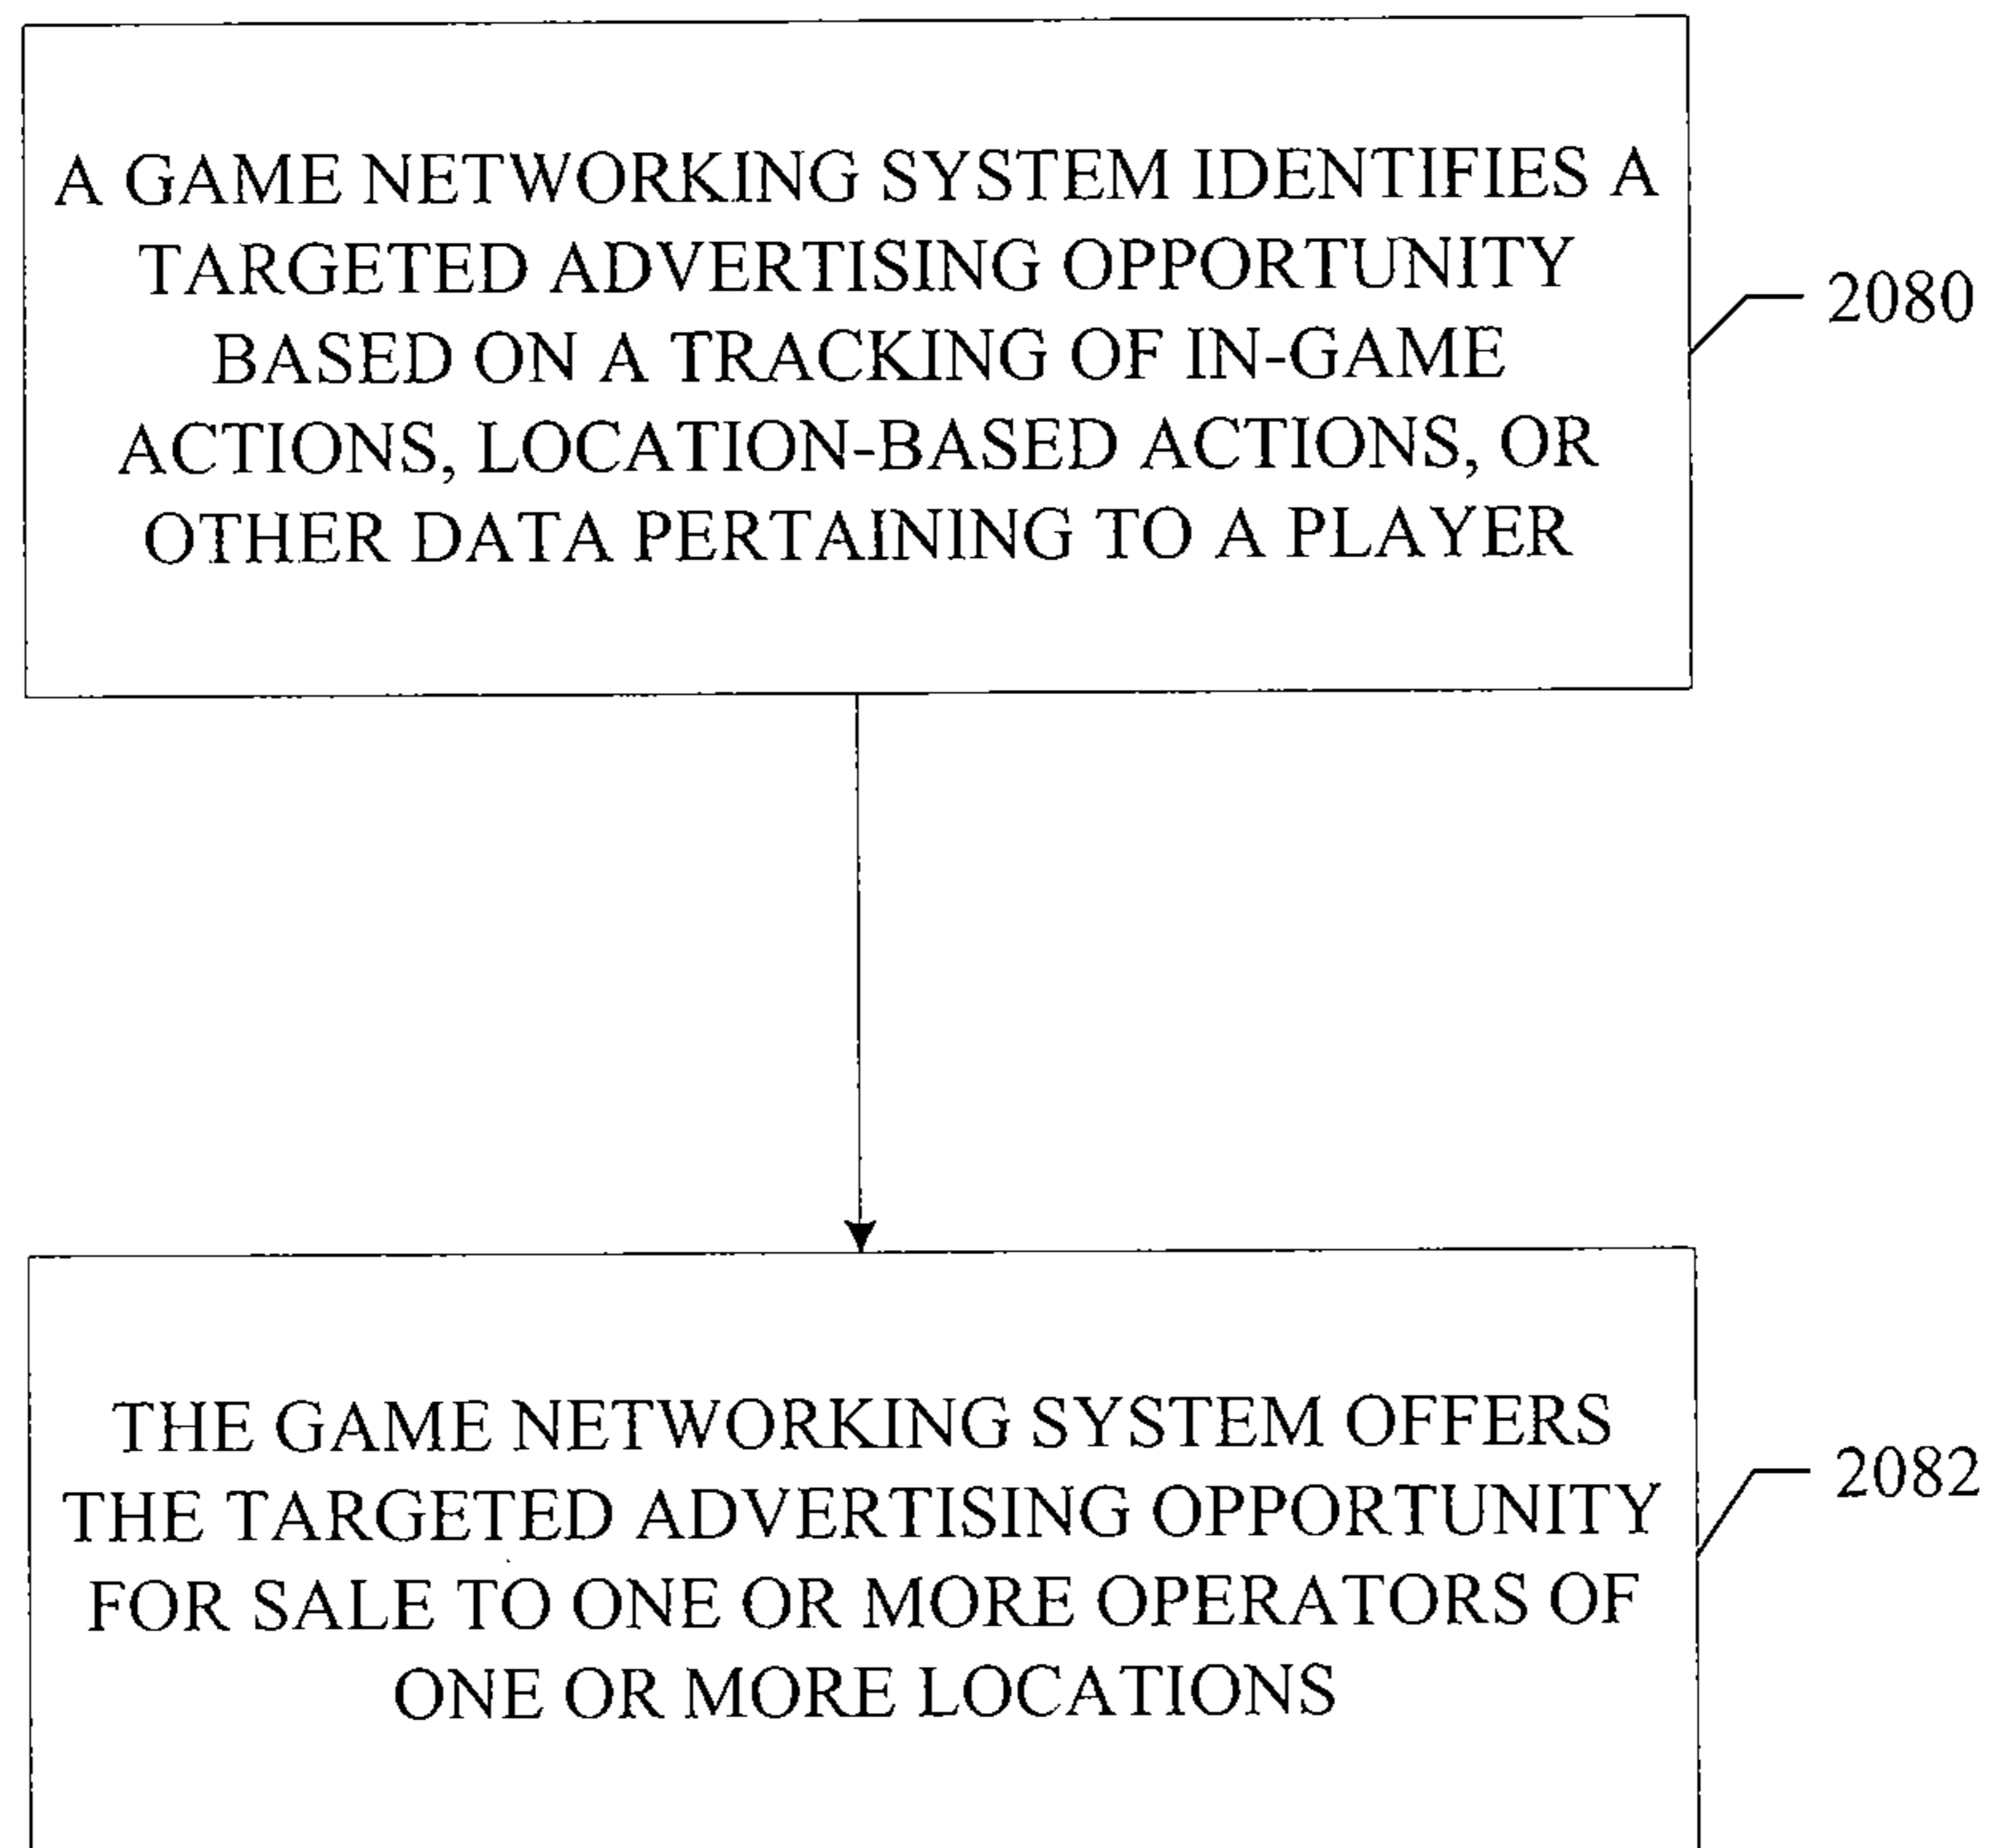 A GAME NETWORKING SYSTEM IDENTIFIES A
TARGETED ADVERTISING OPPORTUNITY
BASED ON A TRACKING OF IN-GAME
ACTIONS, LOCATION-BASED ACTIONS, OR
OTHER DATA PERTAINING TO A PLAYER
2080
THE GAME NETWORKING SYSTEM OFFERS
THE TARGETED ADVERTISING OPPORTUNITY
FOR SALE TO ONE OR MORE OPERATORS OF
ONE OR MORE LOCATIONS
2082